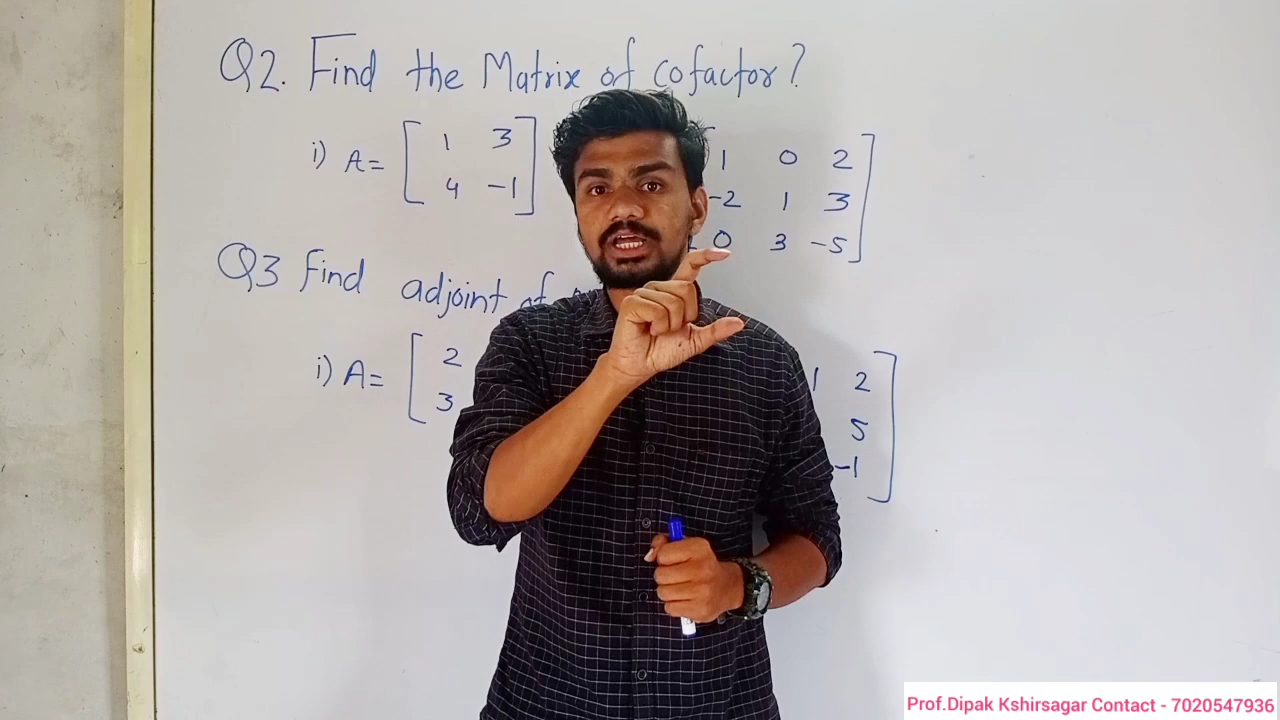 Q2. Find the Matrix of cofactor?
i) A = [ 1 3
4 -1 ]
1 0 2
-2 1 3
0 3 -5 ]
Q3 Find adjoint of
i) A = [ 2
3
1 2
5
-1 ]
Prof.Dipak Kshirsagar Contact - 7020547936